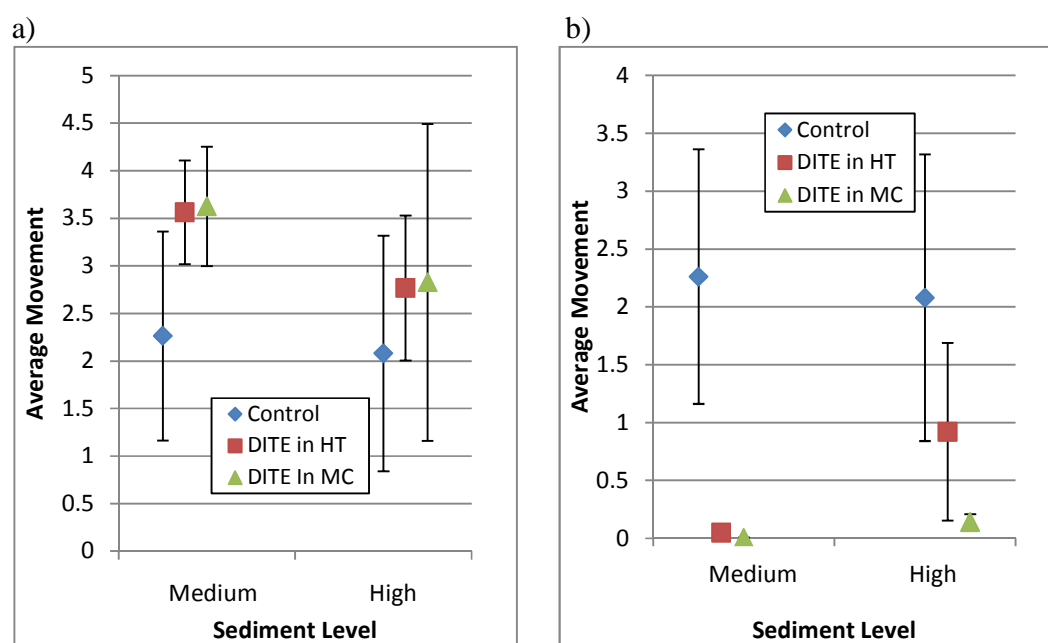 a)
5
4.5
4
3.5
3
2.5
2
1.5
1
0.5
0
Average Movement
Control
DITE in HT
DITE In MC
Medium High
Sediment Level
b)
4
3.5
3
2.5
2
1.5
1
0.5
0
Average Movement
Control
DITE in HT
DITE in MC
Medium High
Sediment Level